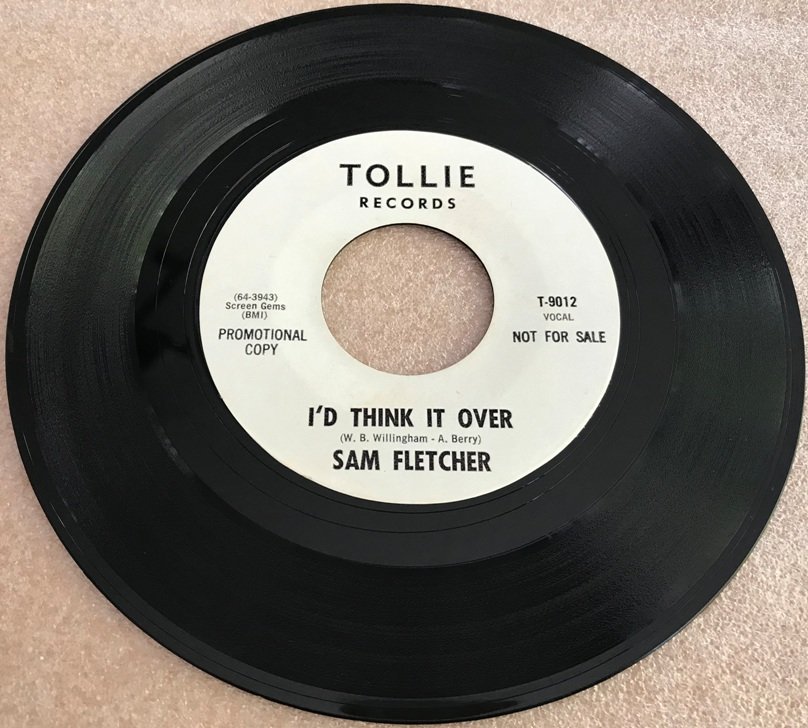 TOLLIE
RECORDS
(64-3943)
Screen Gems
(BMI)
PROMOTIONAL
COPY
T-9012
VOCAL
NOT FOR SALE
I'D THINK IT OVER
(W. B. Willingham - A. Berry)
SAM FLETCHER